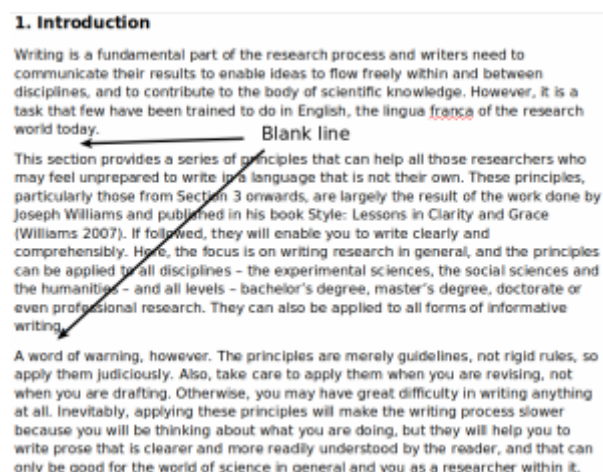 1. Introduction
Writing is a fundamental part of the research process and writers need to
communicate their results to enable ideas to flow freely within and between
disciplines, and to contribute to the body of scientific knowledge. However, it is a
task that few have been trained to do in English, the lingua franca of the research
world today.
Blank line
This section provides a series of principles that can help all those researchers who
may feel unprepared to write in a language that is not their own. These principles,
particularly those from Section 3 onwards, are largely the result of the work done by
Joseph Williams and published in his book Style: Lessons in Clarity and Grace
(Williams 2007). If followed, they will enable you to write clearly and
comprehensibly. Here, the focus is on writing research in general, and the principles
can be applied to all disciplines – the experimental sciences, the social sciences and
the humanities – and all levels – bachelor's degree, master's degree, doctorate or
even professional research. They can also be applied to all forms of informative
writing.
A word of warning, however. The principles are merely guidelines, not rigid rules, so
apply them judiciously. Also, take care to apply them when you are revising, not
when you are drafting. Otherwise, you may have great difficulty in writing anything
at all. Inevitably, applying these principles will make the writing process slower
because you will be thinking about what you are doing, but they will help you to
write prose that is clearer and more readily understood by the reader, and that can
only be good for the world of science in general and you as a researcher within it.